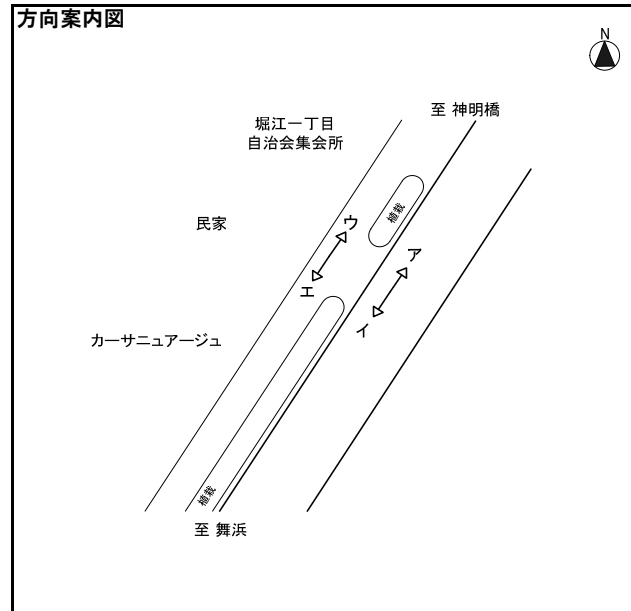 方向案内図
N
至 神明橋
堀江一丁目
自治会集会所
植栽
民家
ウ
ア
エ
イ
カーサニュアージュ
植栽
至 舞浜